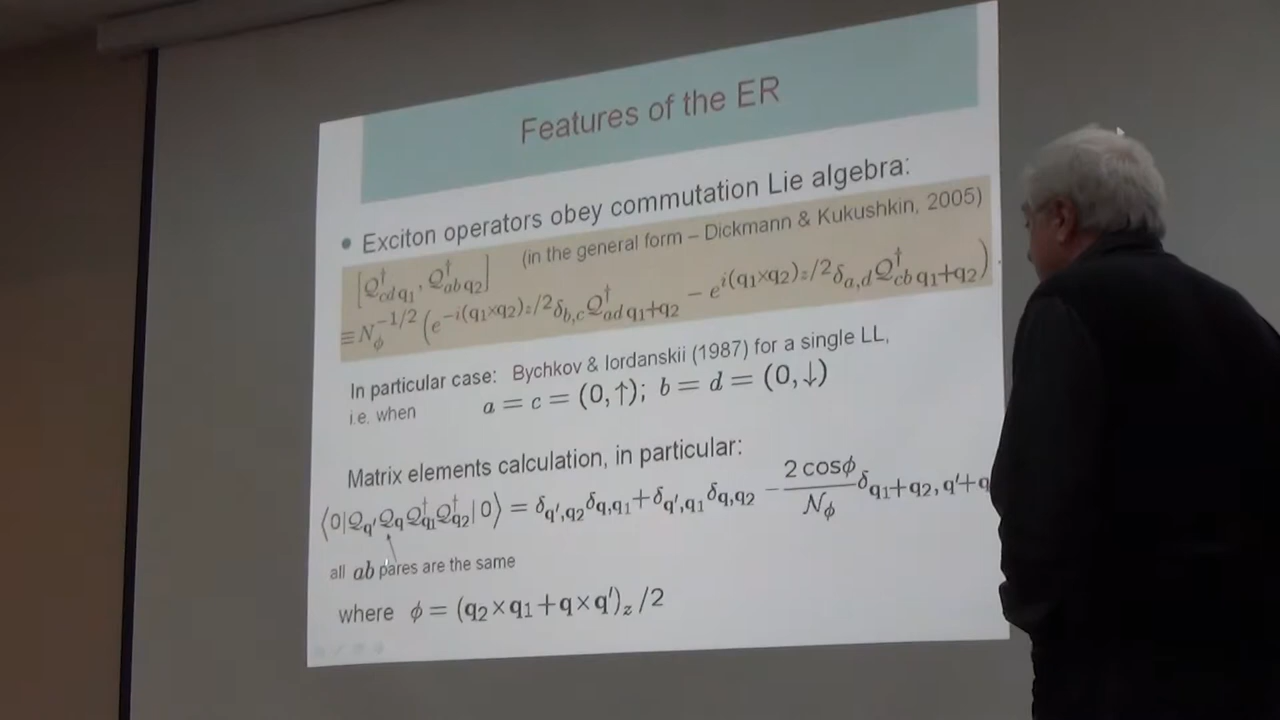 Features of the ER
• Exciton operators obey commutation Lie algebra:
(in the general form – Dickmann & Kukushkin, 2005)
[Q†cd q1, Q†ab q2]
≡ Nϕ^−1/2 (e^−i(q1×q2)z/2 δb,c Q†ad q1+q2 − e^i(q1×q2)z/2 δa,d Q†cb q1+q2)
In particular case: Bychkov & Iordanskii (1987) for a single LL,
i.e. when a = c = (0,↑); b = d = (0,↓)
Matrix elements calculation, in particular:
⟨0|Qq′QqQ†q1Q†q2|0⟩ = δq′,q2δq,q1+δq′,q1δq,q2 − 2 cosϕ/Nϕ δq1+q2, q′+q
all ab pares are the same
where ϕ = (q2×q1+q×q′)z /2